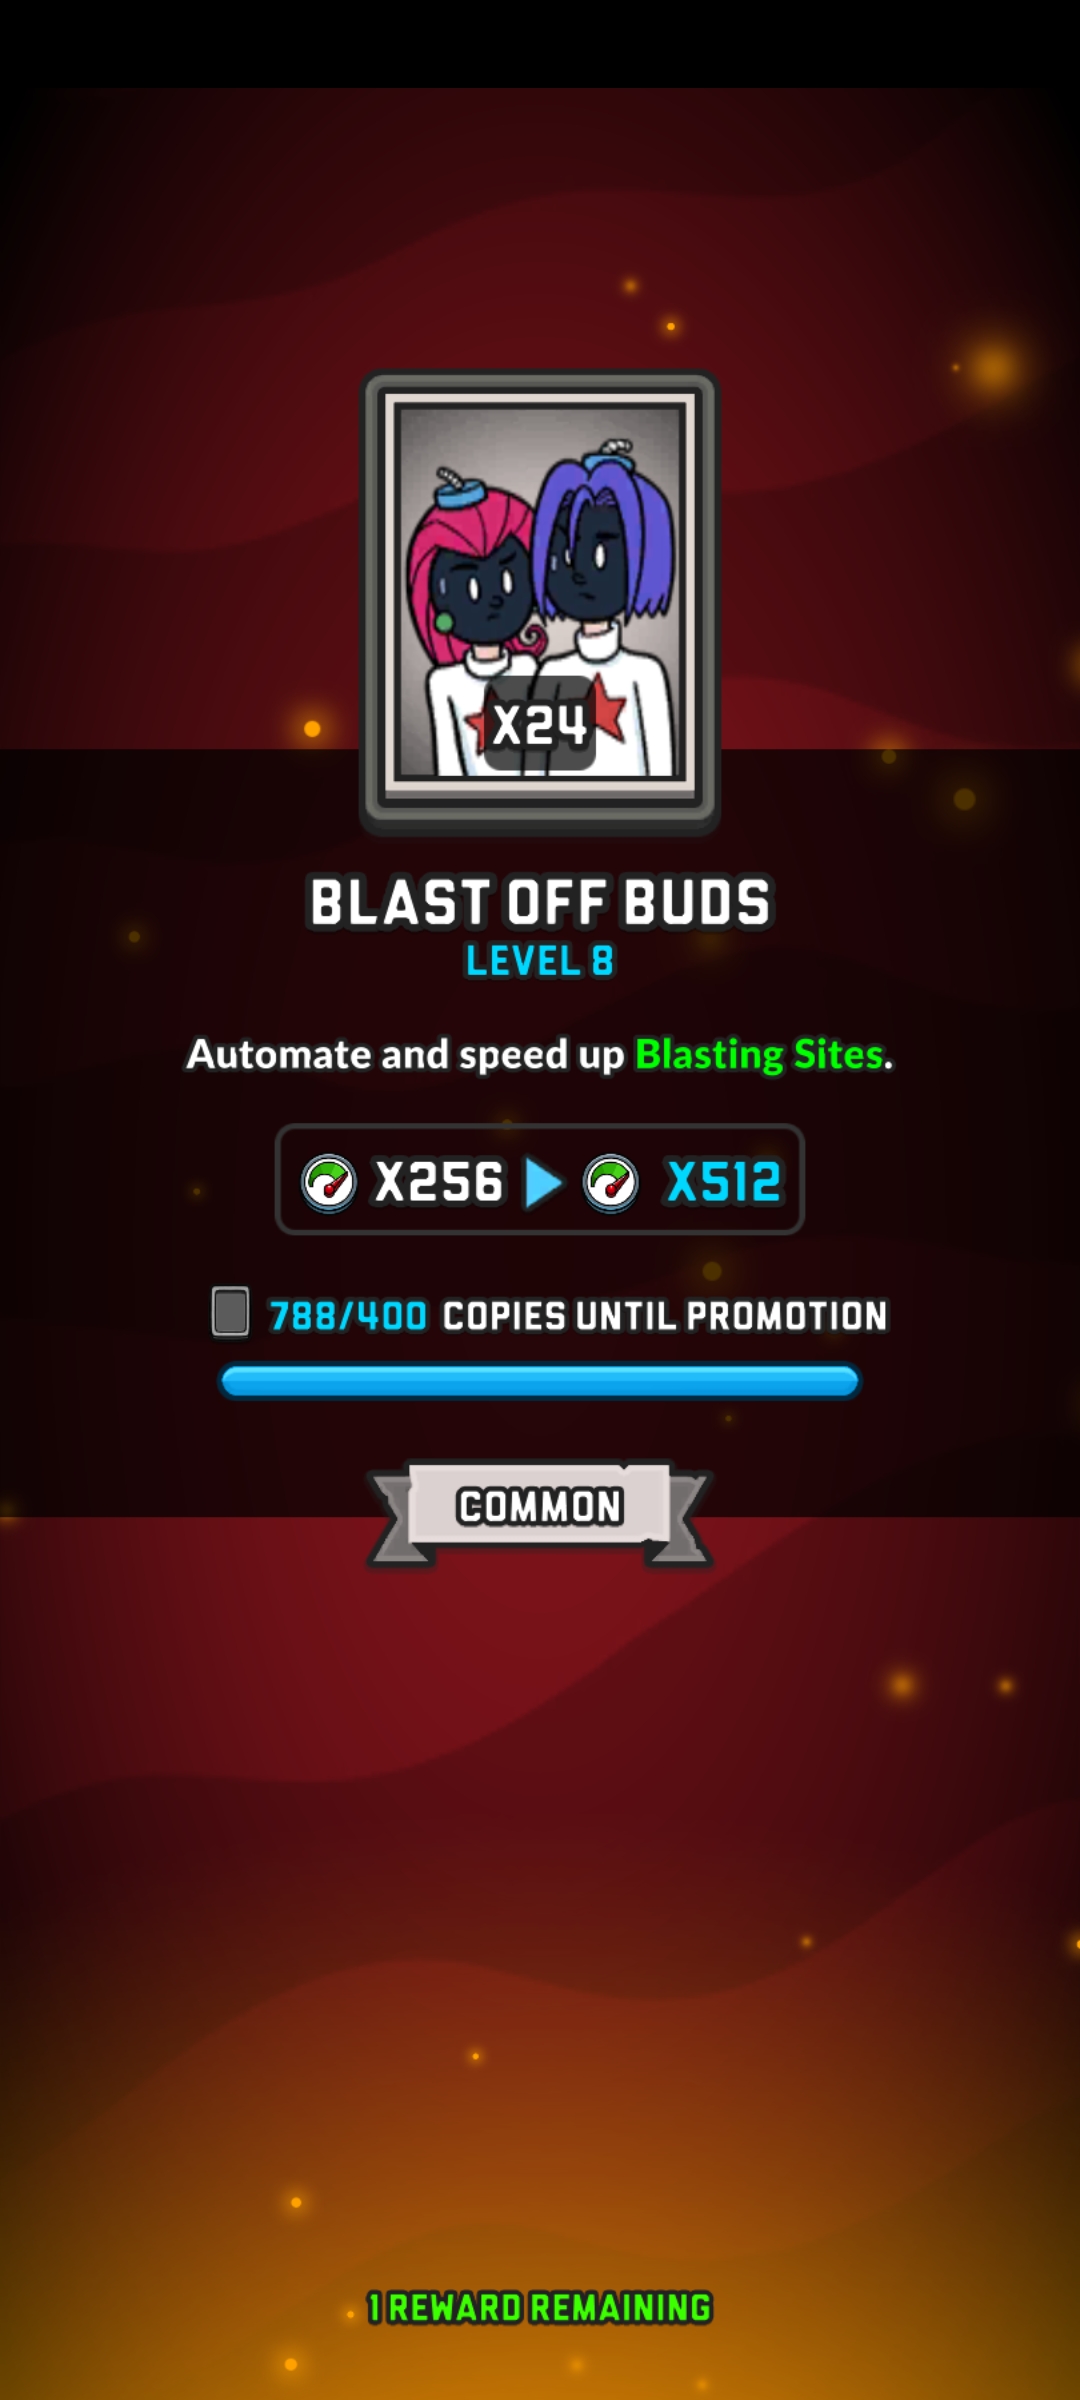 X24
BLAST OFF BUDS
LEVEL 8
Automate and speed up Blasting Sites.
X256 X512
788/400 COPIES UNTIL PROMOTION
COMMON
1 REWARD REMAINING